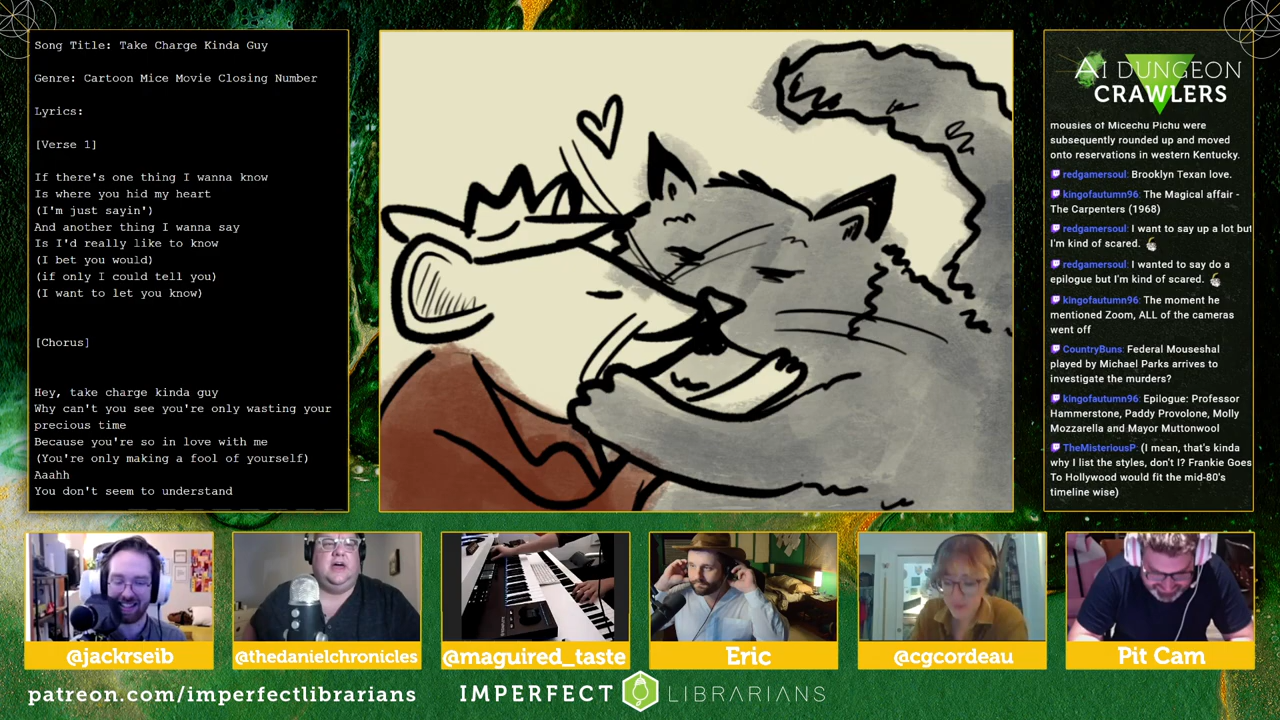 Song Title: Take Charge Kinda Guy
Genre: Cartoon Mice Movie Closing Number
Lyrics:
[Verse 1]
If there's one thing I wanna know
Is where you hid my heart
(I'm just sayin')
And another thing I wanna say
Is I'd really like to know
(I bet you would)
(if only I could tell you)
(I want to let you know)
[Chorus]
Hey, take charge kinda guy
Why can't you see you're only wasting your
precious time
Because you're so in love with me
(You're only making a fool of yourself)
Aaahh
You don't seem to understand
AI DUNGEON
CRAWLERS
mousies of Micechu Pichu were
subsequently rounded up and moved
onto reservations in western Kentucky.
redgamersoul: Brooklyn Texan love.
kingofautumn96: The Magical affair -
The Carpenters (1968)
redgamersoul: I want to say up a lot but
I'm kind of scared.
redgamersoul: I wanted to say do a
epilogue but I'm kind of scared.
kingofautumn96: The moment he
mentioned Zoom, ALL of the cameras
went off
CountryBuns: Federal Mouseshal
played by Michael Parks arrives to
investigate the murders?
kingofautumn96: Epilogue: Professor
Hammerstone, Paddy Provolone, Molly
Mozzarella and Mayor Muttonwool
TheMisteriousP: (I mean, that's kinda
why I list the styles, don't I? Frankie Goes
To Hollywood would fit the mid-80's
timeline wise)
@jackrseib
@thedanielchronicles
@maguired_taste
Eric
@cgcordeau
Pit Cam
patreon.com/imperfectlibrarians
IMPERFECT LIBRARIANS